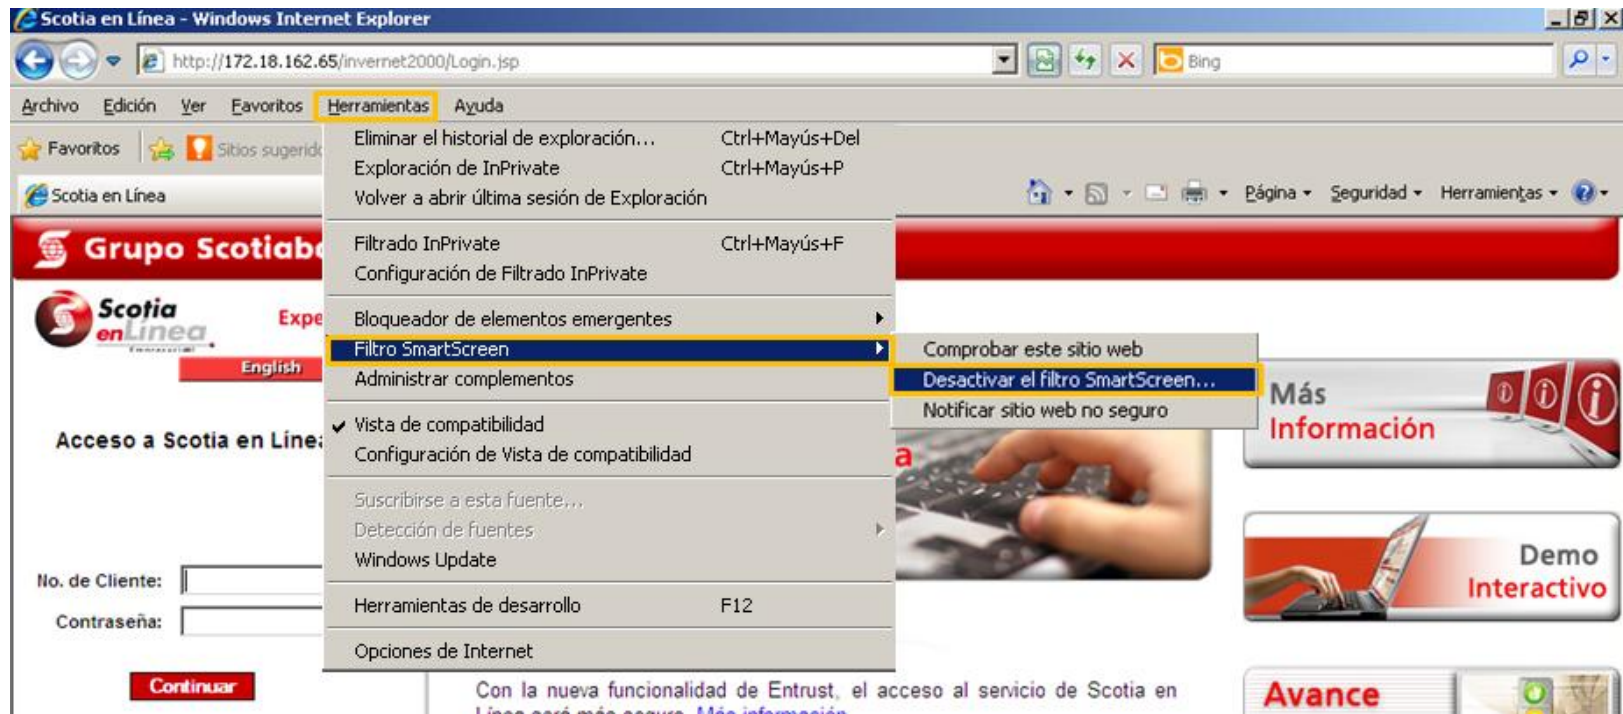 Scotia en Línea - Windows Internet Explorer
http://172.18.162.65/invernet2000/Login.jsp
Bing
Archivo Edición Ver Favoritos Herramientas Ayuda
Favoritos
Sitios
Scotia en Línea
Página Seguridad Herramientas
Eliminar el historial de exploración... Ctrl+Mayús+Del
Exploración de InPrivate Ctrl+Mayús+P
Volver a abrir última sesión de Exploración
Filtrado InPrivate Ctrl+Mayús+F
Configuración de Filtrado InPrivate
Bloqueador de elementos emergentes
Filtro SmartScreen
Administrar complementos
Vista de compatibilidad
Configuración de Vista de compatibilidad
Suscribirse a esta fuente...
Detección de fuentes
Windows Update
Herramientas de desarrollo F12
Opciones de Internet
Comprobar este sitio web
Desactivar el filtro SmartScreen...
Notificar sitio web no seguro
Grupo
Scotia
enLínea
English
Acceso a Scotia en
No. de Cliente:
Contraseña:
Continuar
Más
Información
Demo
Interactivo
Avance
Con la nueva funcionalidad de Entrust, el acceso al servicio de Scotia en
Línea será más seguro. Más información